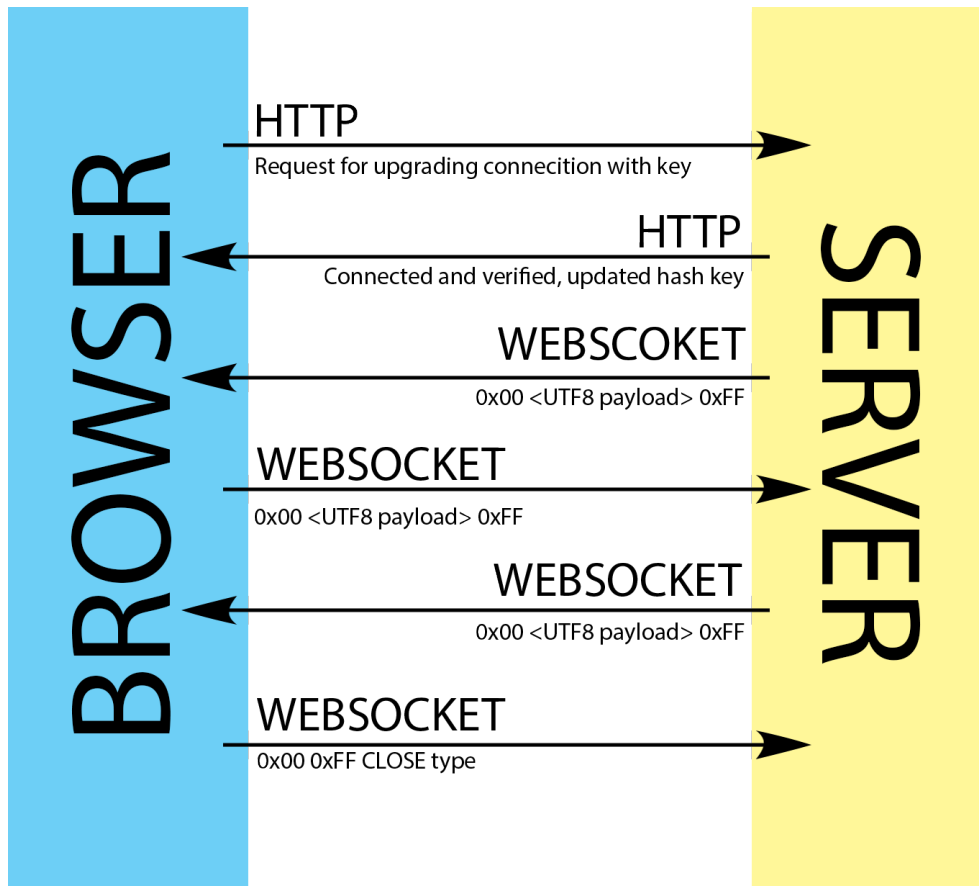 BROWSER
HTTP
Request for upgrading connecition with key
HTTP
Connected and verified, updated hash key
WEBSCOKET
0x00 <UTF8 payload> 0xFF
WEBSOCKET
0x00 <UTF8 payload> 0xFF
WEBSOCKET
0x00 <UTF8 payload> 0xFF
WEBSOCKET
0x00 0xFF CLOSE type
SERVER